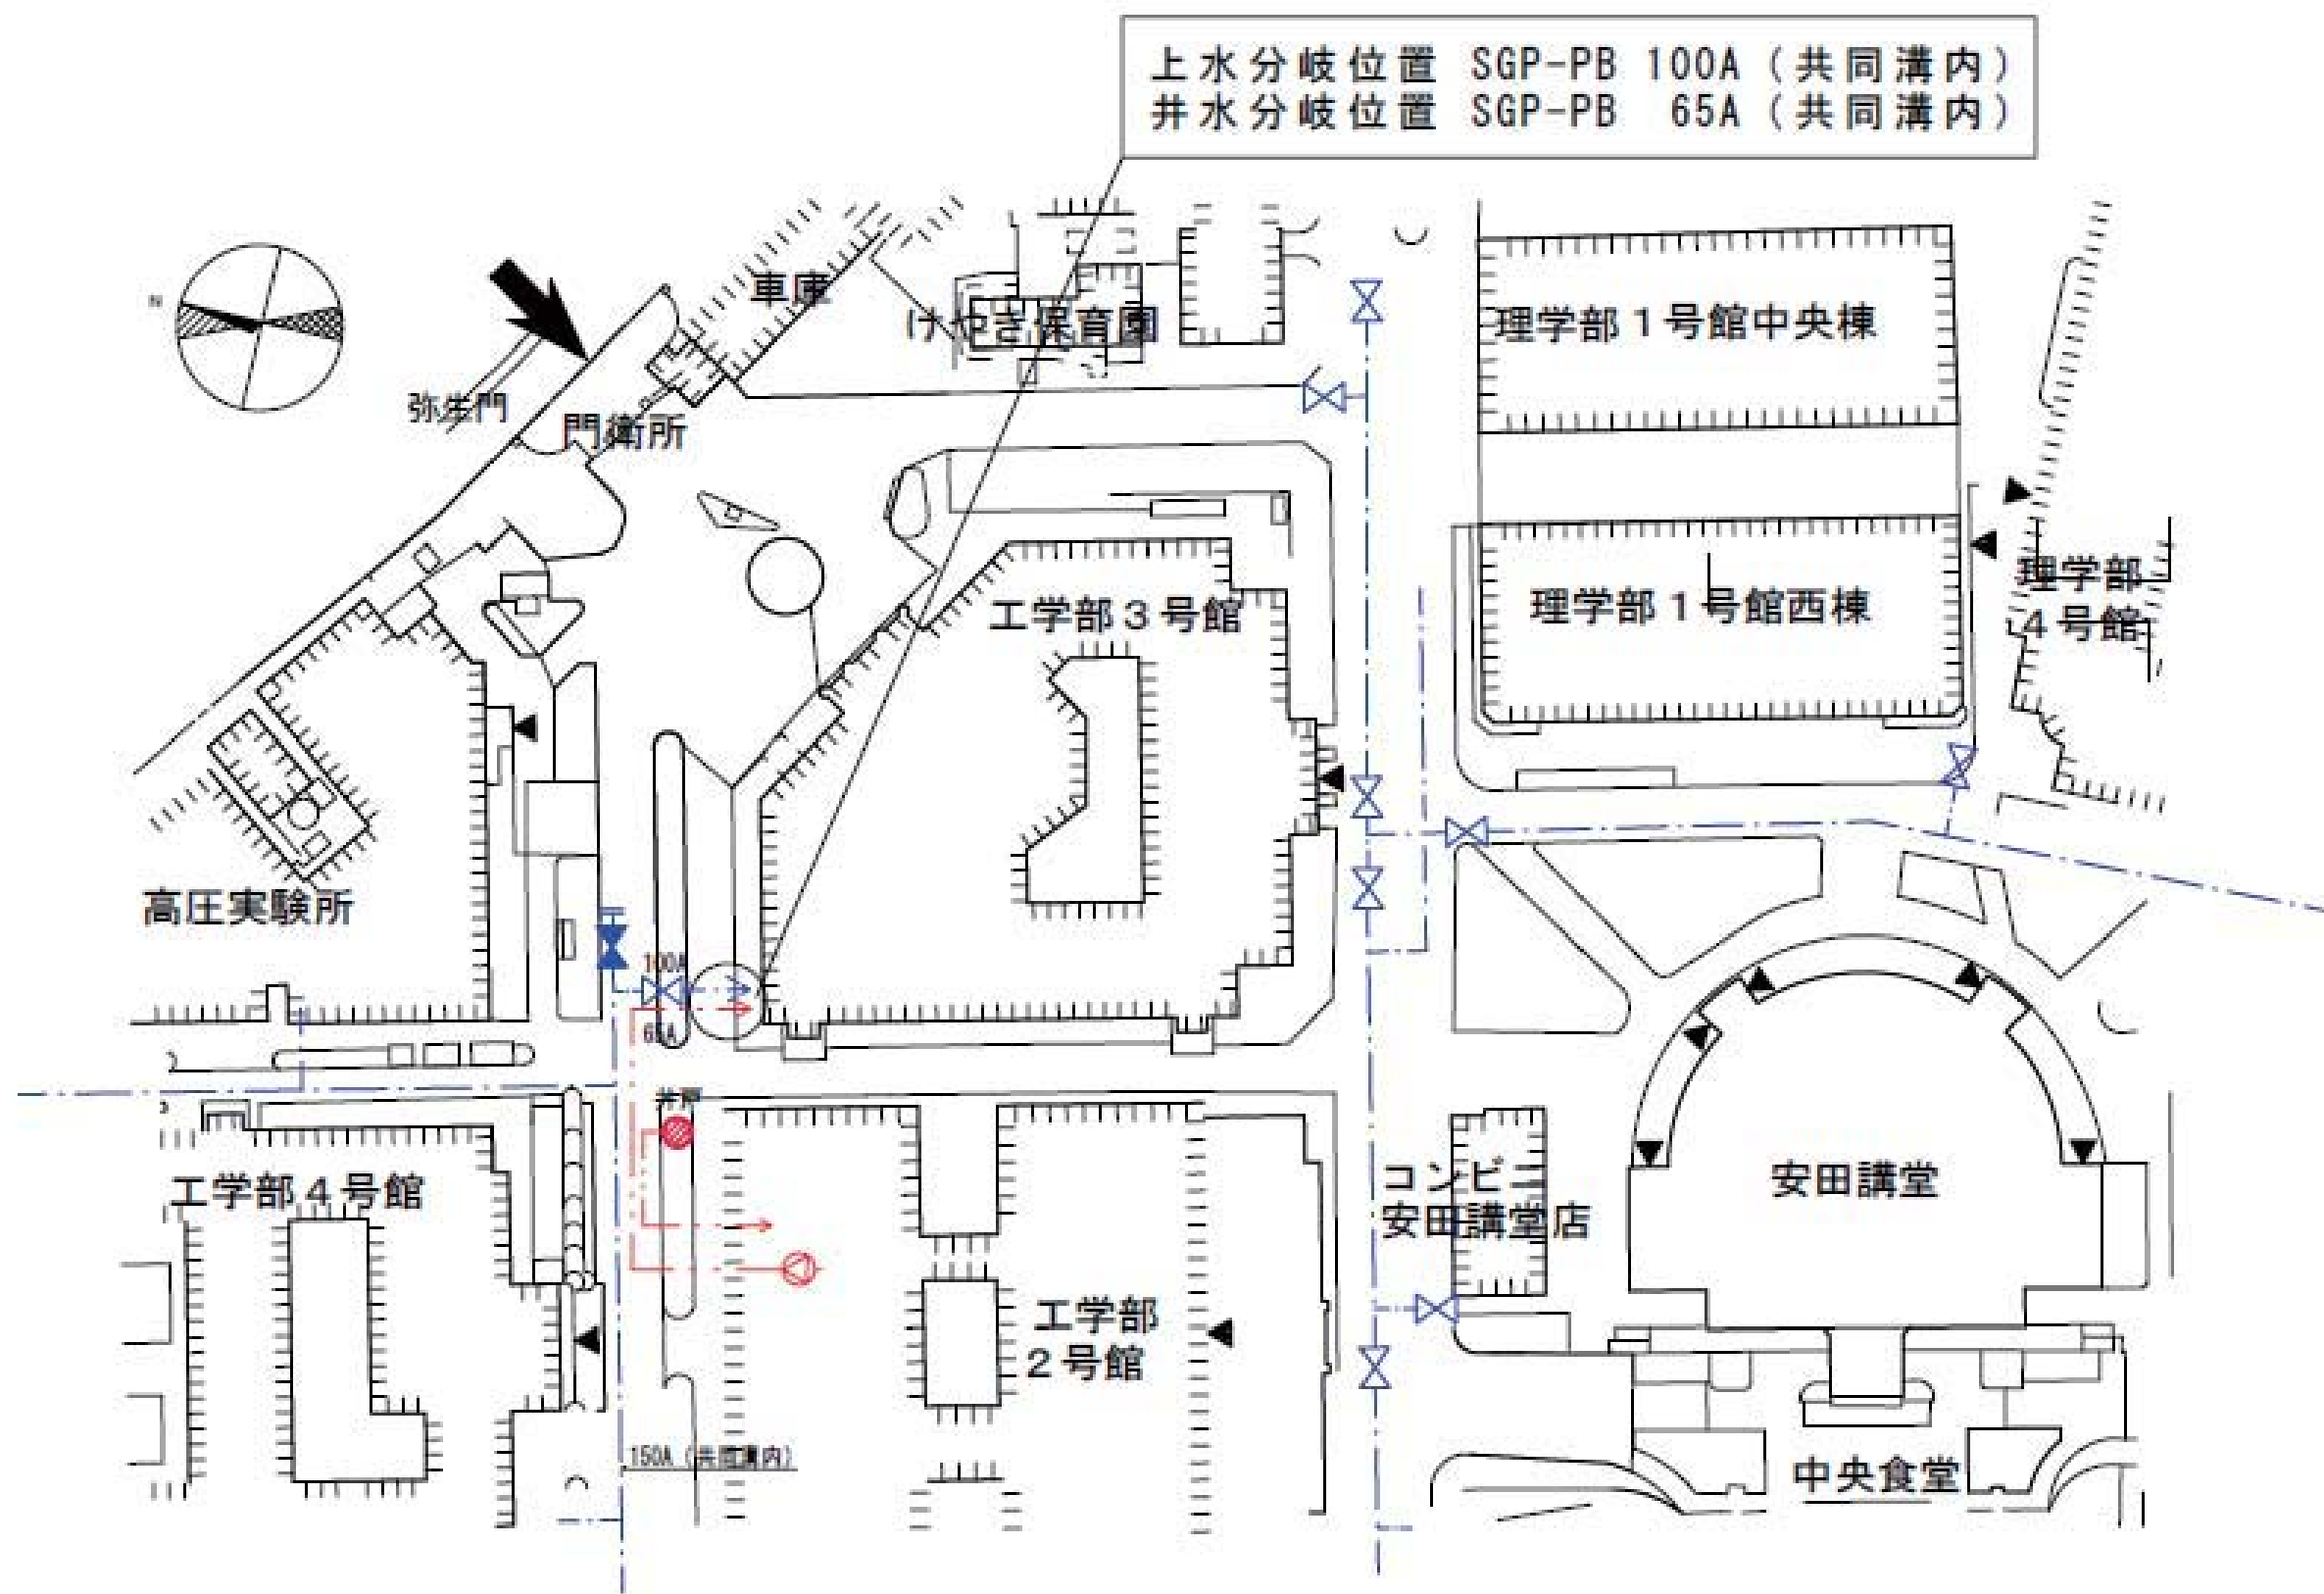 上水分岐位置 SGP-PB 100A (共同溝内)
井水分岐位置 SGP-PB 65A (共同溝内)
N
車庫
けやき保育園
理学部1号館中央棟
弥生門
門衛所
理学部
4号館
工学部3号館
理学部1号館西棟
高圧実験所
100A
65A
井戸
工学部4号館
コンビニ
安田講堂店
安田講堂
工学部
2号館
150A (共同溝内)
中央食堂